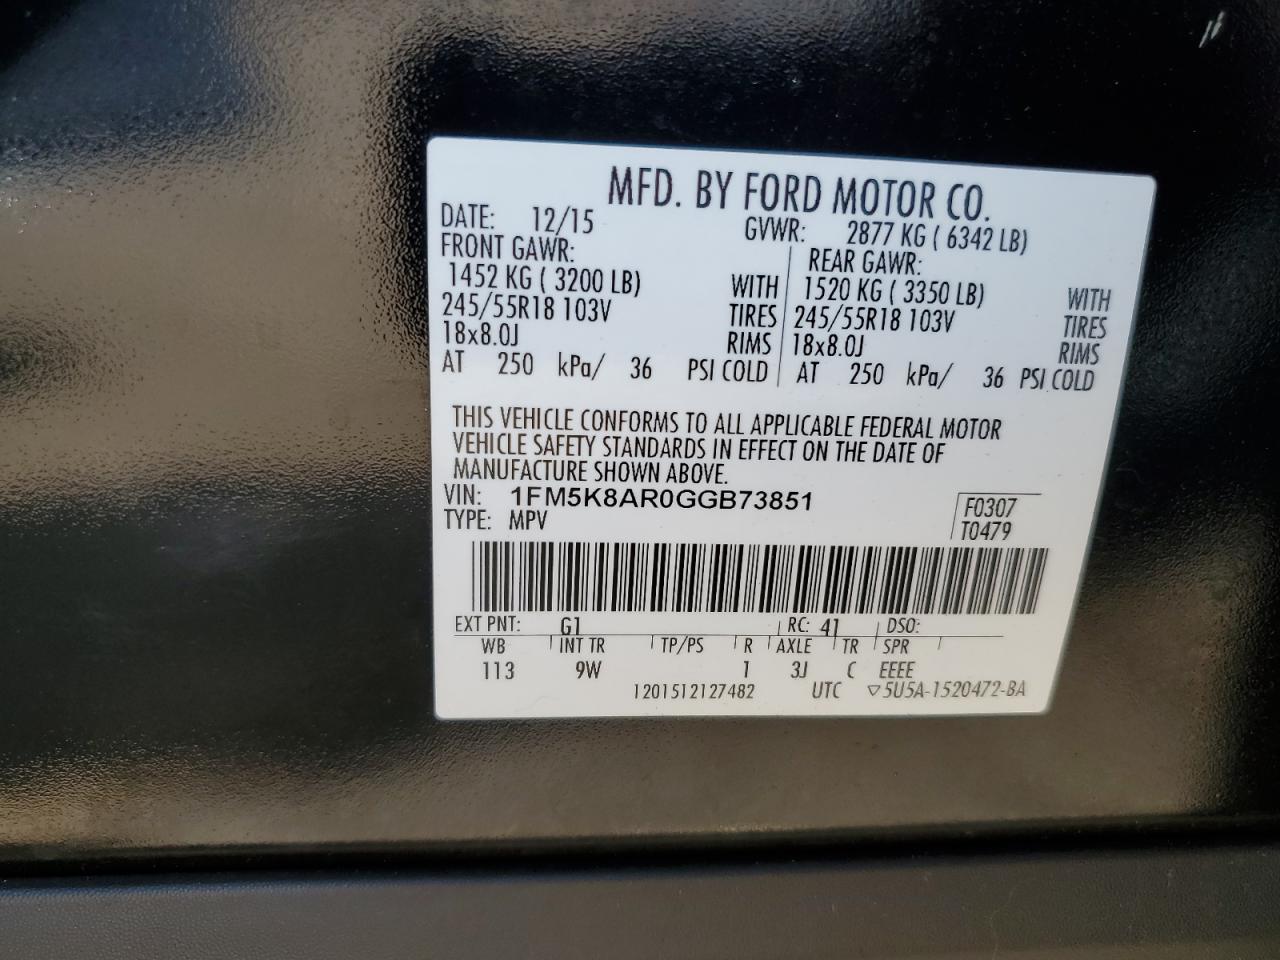 MFD. BY FORD MOTOR CO.
DATE: 12/15 GVWR: 2877 KG ( 6342 LB)
FRONT GAWR: REAR GAWR:
1452 KG ( 3200 LB) WITH 1520 KG ( 3350 LB) WITH
245/55R18 103V TIRES 245/55R18 103V TIRES
18x8.0J RIMS 18x8.0J RIMS
AT 250 kPa/ 36 PSI COLD AT 250 kPa/ 36 PSI COLD
THIS VEHICLE CONFORMS TO ALL APPLICABLE FEDERAL MOTOR
VEHICLE SAFETY STANDARDS IN EFFECT ON THE DATE OF
MANUFACTURE SHOWN ABOVE.
VIN: 1FM5K8AR0GGB73851 F0307
TYPE: MPV T0479
EXT PNT: G1 RC: 41 DSO:
WB INT TR TP/PS R AXLE TR SPR
113 9W 1 3J C EEEE
1201512127482 UTC ▽5U5A-1520472-BA